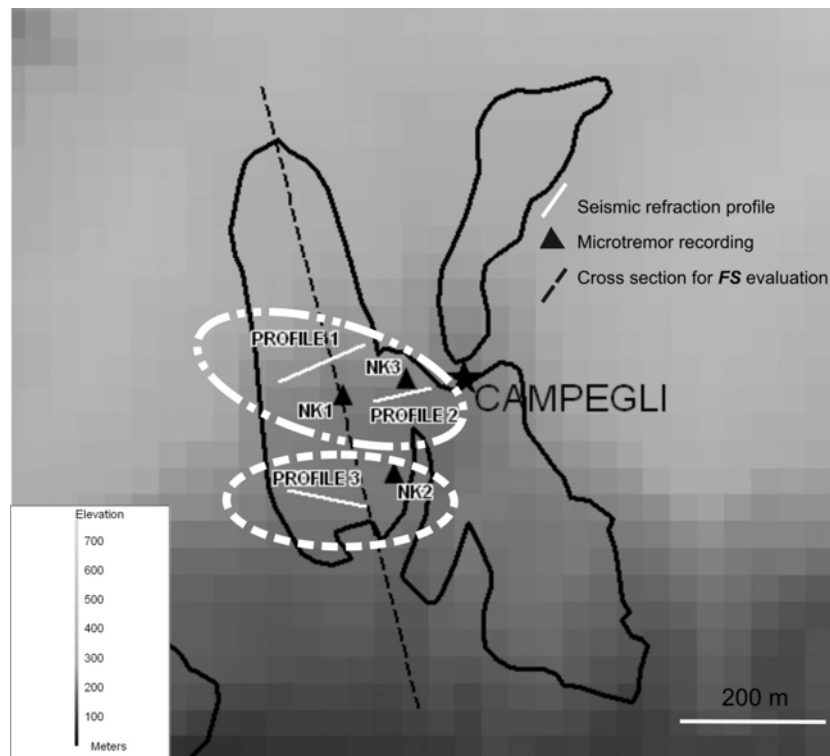 Seismic refraction profile
Microtremor recording
Cross section for FS evaluation
PROFILE 1
NK3
CAMPEGLI
NK1
PROFILE 2
PROFILE 3
NK2
Elevation
700
600
500
400
300
200
100
Meters
200 m